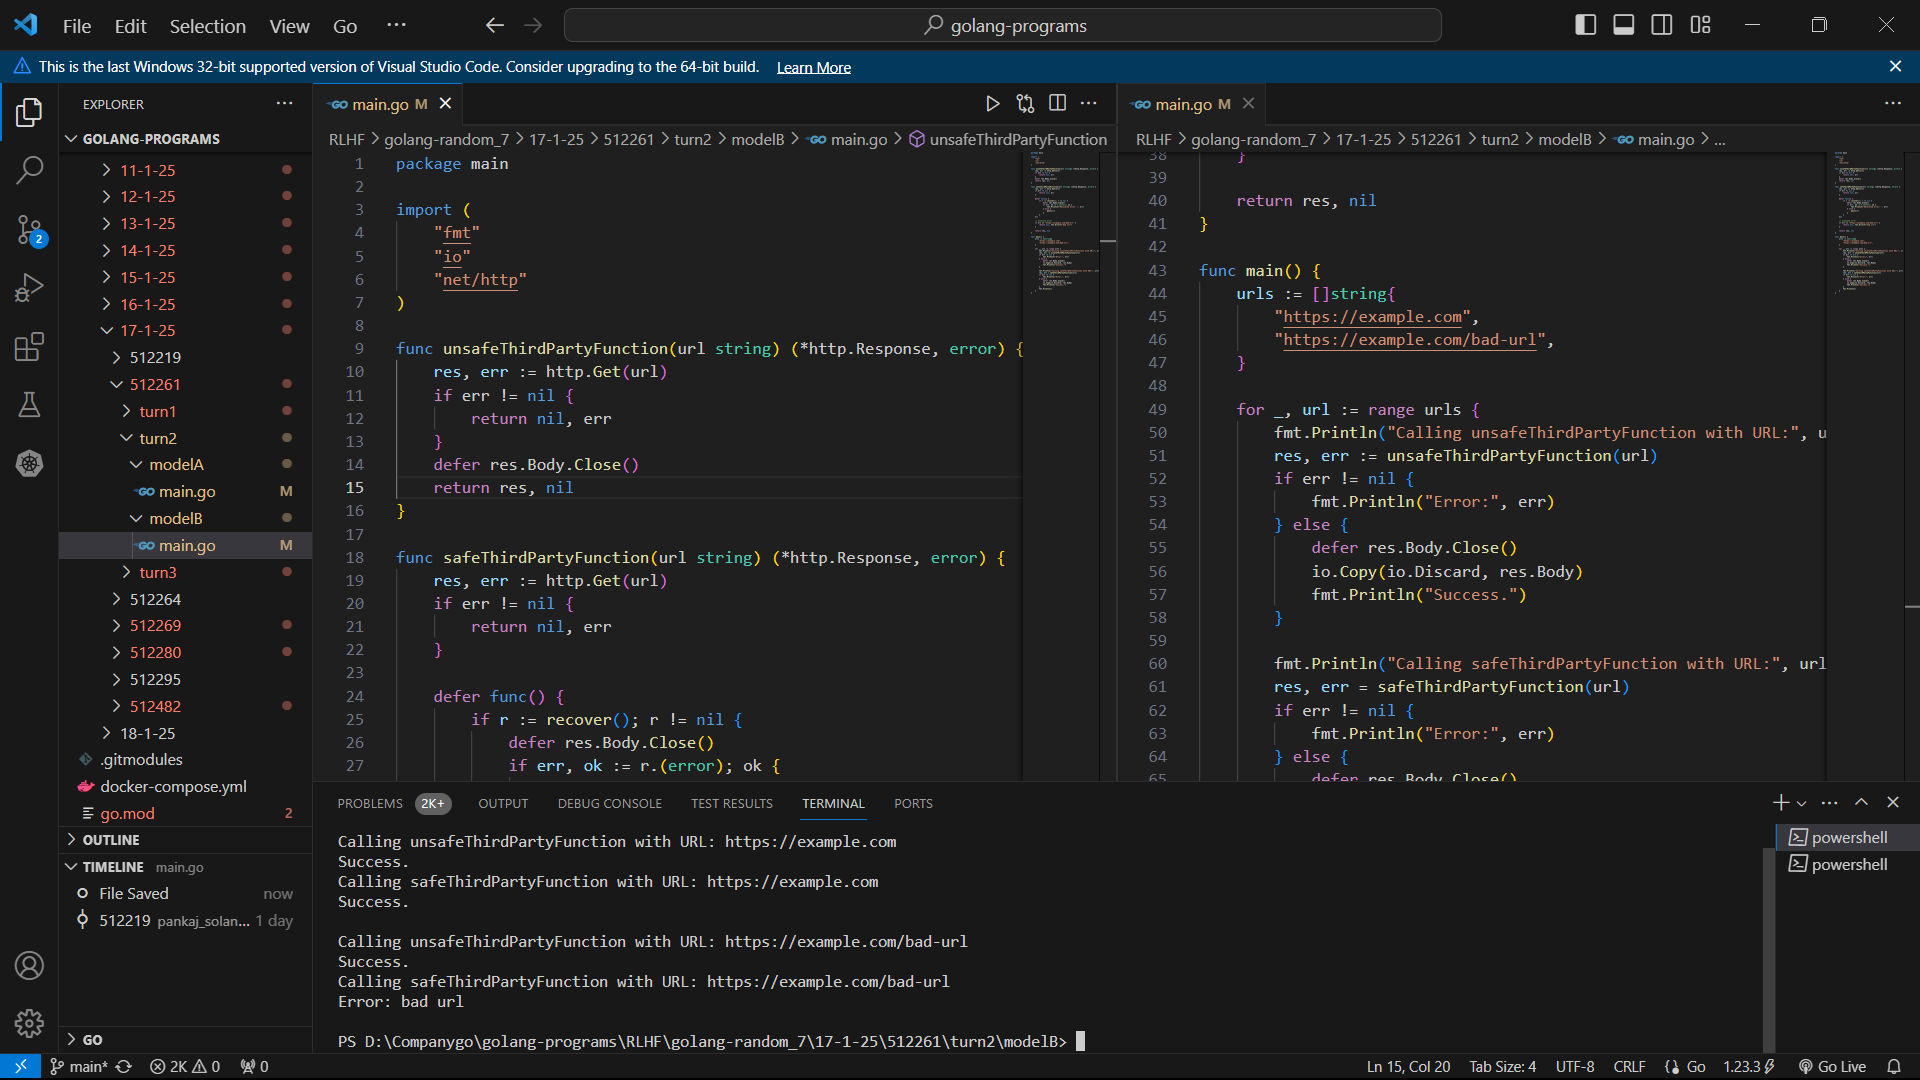 File Edit Selection View Go ··· golang-programs
This is the last Windows 32-bit supported version of Visual Studio Code. Consider upgrading to the 64-bit build. Learn More
EXPLORER
GOLANG-PROGRAMS
11-1-25
12-1-25
13-1-25
14-1-25
15-1-25
16-1-25
17-1-25
512219
512261
turn1
turn2
modelA
main.go M
modelB
main.go M
turn3
512264
512269
512280
512295
512482
18-1-25
.gitmodules
docker-compose.yml
go.mod 2
OUTLINE
TIMELINE main.go
File Saved now
512219 pankaj_solan... 1 day
GO
main.go M
RLHF > golang-random_7 > 17-1-25 > 512261 > turn2 > modelB > main.go > unsafeThirdPartyFunction
1 package main
2
3 import (
4 "fmt"
5 "io"
6 "net/http"
7 )
8
9 func unsafeThirdPartyFunction(url string) (*http.Response, error) {
10 res, err := http.Get(url)
11 if err != nil {
12 return nil, err
13 }
14 defer res.Body.Close()
15 return res, nil
16 }
17
18 func safeThirdPartyFunction(url string) (*http.Response, error) {
19 res, err := http.Get(url)
20 if err != nil {
21 return nil, err
22 }
23
24 defer func() {
25 if r := recover(); r != nil {
26 defer res.Body.Close()
27 if err, ok := r.(error); ok {
main.go M
RLHF > golang-random_7 > 17-1-25 > 512261 > turn2 > modelB > main.go > ...
38 }
39
40 return res, nil
41 }
42
43 func main() {
44 urls := []string{
45 "https://example.com",
46 "https://example.com/bad-url",
47 }
48
49 for _, url := range urls {
50 fmt.Println("Calling unsafeThirdPartyFunction with URL:", u
51 res, err := unsafeThirdPartyFunction(url)
52 if err != nil {
53 fmt.Println("Error:", err)
54 } else {
55 defer res.Body.Close()
56 io.Copy(io.Discard, res.Body)
57 fmt.Println("Success.")
58 }
59
60 fmt.Println("Calling safeThirdPartyFunction with URL:", url
61 res, err = safeThirdPartyFunction(url)
62 if err != nil {
63 fmt.Println("Error:", err)
64 } else {
65 defer res.Body.Close()
PROBLEMS 2K+ OUTPUT DEBUG CONSOLE TEST RESULTS TERMINAL PORTS
Calling unsafeThirdPartyFunction with URL: https://example.com
Success.
Calling safeThirdPartyFunction with URL: https://example.com
Success.
Calling unsafeThirdPartyFunction with URL: https://example.com/bad-url
Success.
Calling safeThirdPartyFunction with URL: https://example.com/bad-url
Error: bad url
PS D:\Companygo\golang-programs\RLHF\golang-random_7\17-1-25\512261\turn2\modelB>
powershell
powershell
2
main* 2K 0 0 Ln 15, Col 20 Tab Size: 4 UTF-8 CRLF Go 1.23.3 Go Live